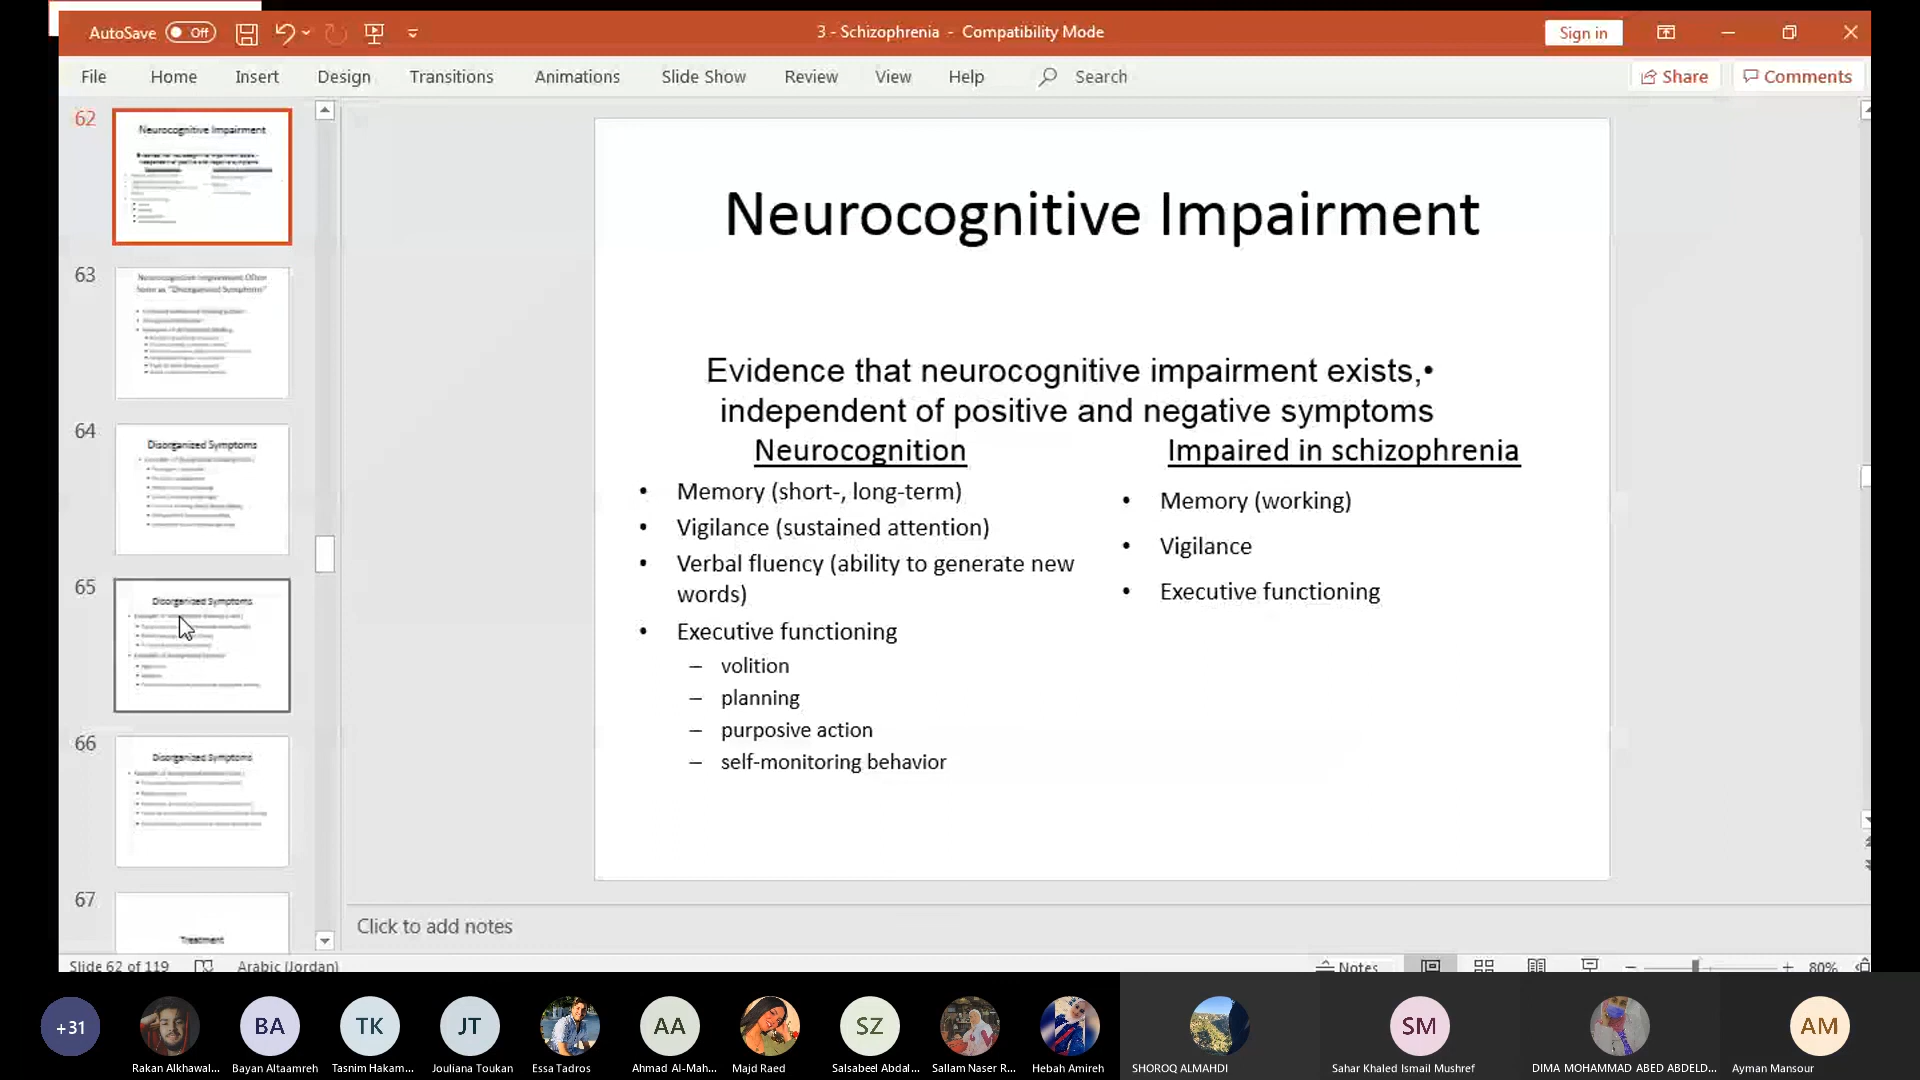 AutoSave Off 3 - Schizophrenia - Compatibility Mode Sign in
File Home Insert Design Transitions Animations Slide Show Review View Help Search Share Comments
62
Neurocognitive Impairment
63
64
Disorganized Symptoms
65
Disorganized Symptoms
66
Disorganized Symptoms
67
Treatment
Neurocognitive Impairment
Evidence that neurocognitive impairment exists,•
independent of positive and negative symptoms
Neurocognition
• Memory (short-, long-term)
• Vigilance (sustained attention)
• Verbal fluency (ability to generate new
words)
• Executive functioning
– volition
– planning
– purposive action
– self-monitoring behavior
Impaired in schizophrenia
• Memory (working)
• Vigilance
• Executive functioning
Click to add notes
Slide 62 of 119 Arabic (Jordan) Notes 80%
+31 BA TK JT AA SZ SM AM
Rakan Alkhawal... Bayan Altaamreh Tasnim Hakam... Jouliana Toukan Essa Tadros Ahmad Al-Mah... Majd Raed Salsabeel Abdal... Sallam Naser R... Hebah Amireh SHOROQ ALMAHDI Sahar Khaled Ismail Mushref DIMA MOHAMMAD ABED ABDELD... Ayman Mansour